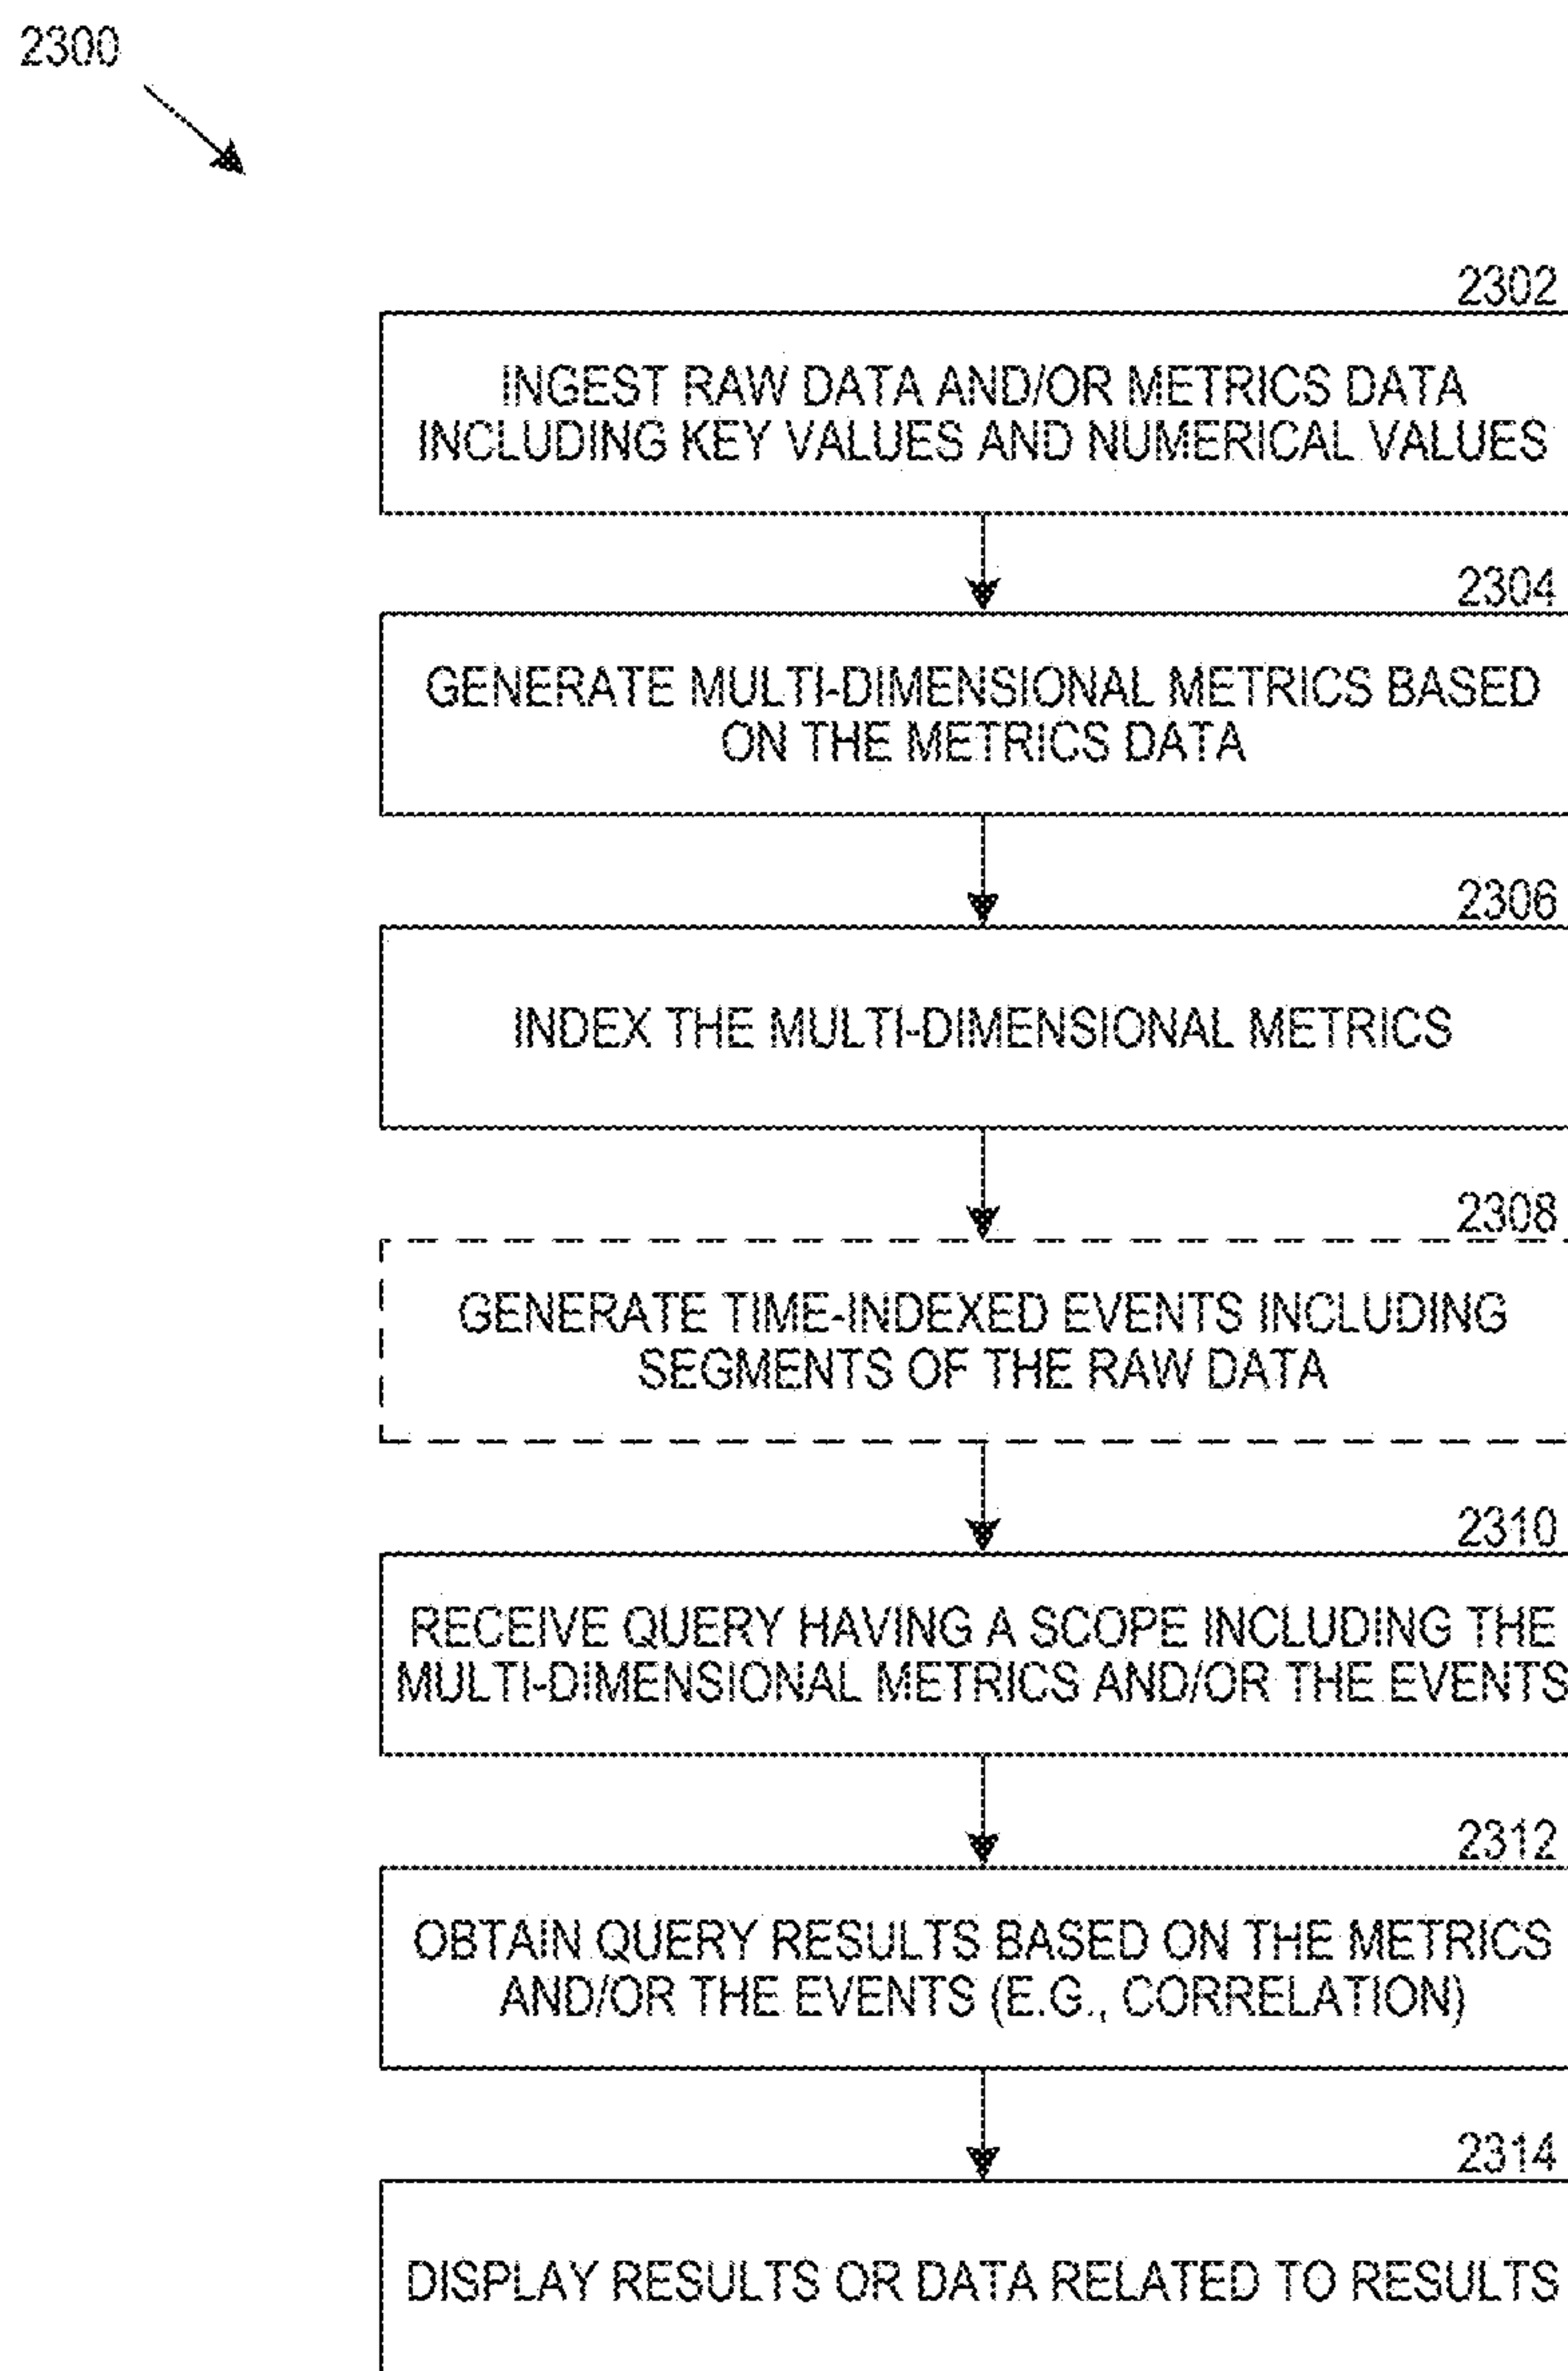 2300
2302
INGEST RAW DATA AND/OR METRICS DATA
INCLUDING KEY VALUES AND NUMERICAL VALUES
2304
GENERATE MULTI-DIMENSIONAL METRICS BASED
ON THE METRICS DATA
2306
INDEX THE MULTI-DIMENSIONAL METRICS
2308
GENERATE TIME-INDEXED EVENTS INCLUDING
SEGMENTS OF THE RAW DATA
2310
RECEIVE QUERY HAVING A SCOPE INCLUDING THE
MULTI-DIMENSIONAL METRICS AND/OR THE EVENTS
2312
OBTAIN QUERY RESULTS BASED ON THE METRICS
AND/OR THE EVENTS (E.G., CORRELATION)
2314
DISPLAY RESULTS OR DATA RELATED TO RESULTS